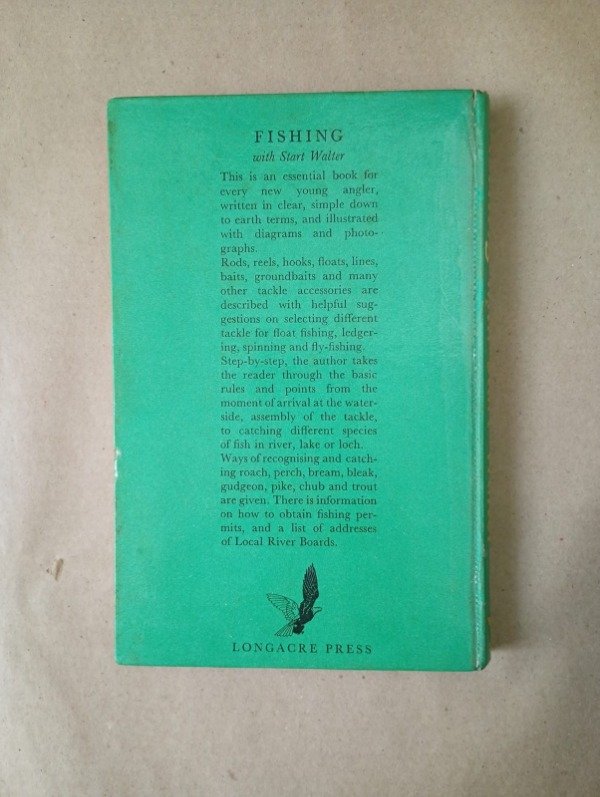 FISHING
with Start Walter
This is an essential book for
every new young angler,
written in clear, simple down
to earth terms, and illustrated
with diagrams and photo-
graphs.
Rods, reels, hooks, floats, lines,
baits, groundbaits and many
other tackle accessories are
described with helpful sug-
gestions on selecting different
tackle for float fishing, ledger-
ing, spinning and fly-fishing.
Step-by-step, the author takes
the reader through the basic
rules and points from the
moment of arrival at the water-
side, assembly of the tackle,
to catching different species
of fish in river, lake or loch.
Ways of recognising and catch-
ing roach, perch, bream, bleak,
gudgeon, pike, chub and trout
are given. There is information
on how to obtain fishing per-
mits, and a list of addresses
of Local River Boards.
LONGACRE PRESS